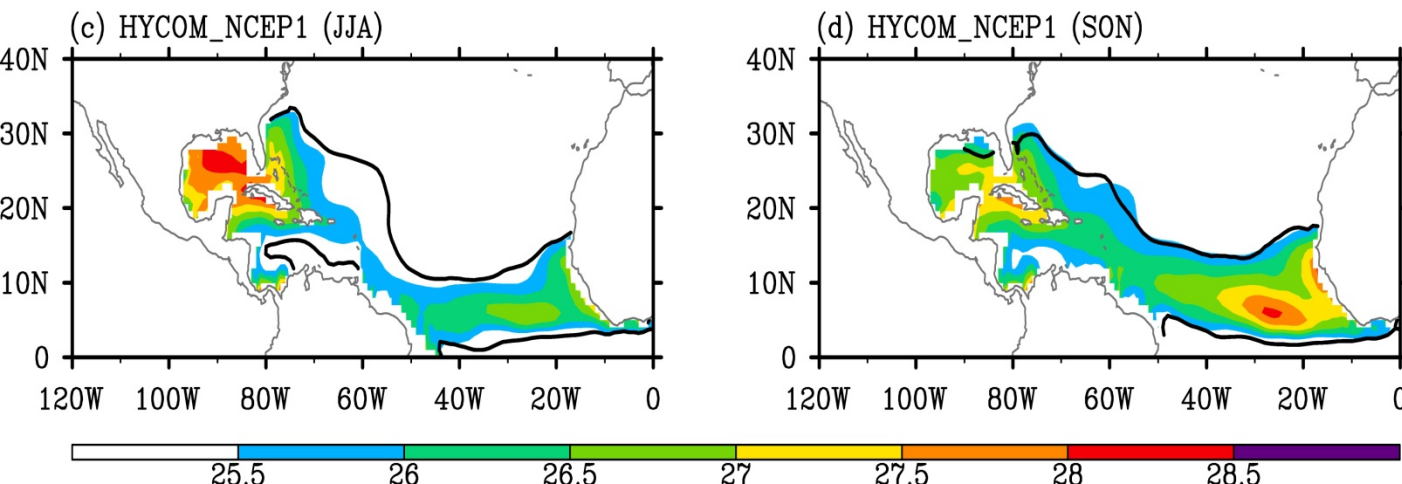 (c) HYCOM_NCEP1 (JJA)
40N
30N
20N
10N
0
120W 100W 80W 60W 40W 20W 0
(d) HYCOM_NCEP1 (SON)
40N
30N
20N
10N
0
120W 100W 80W 60W 40W 20W 0
25.5 26 26.5 27 27.5 28 28.5